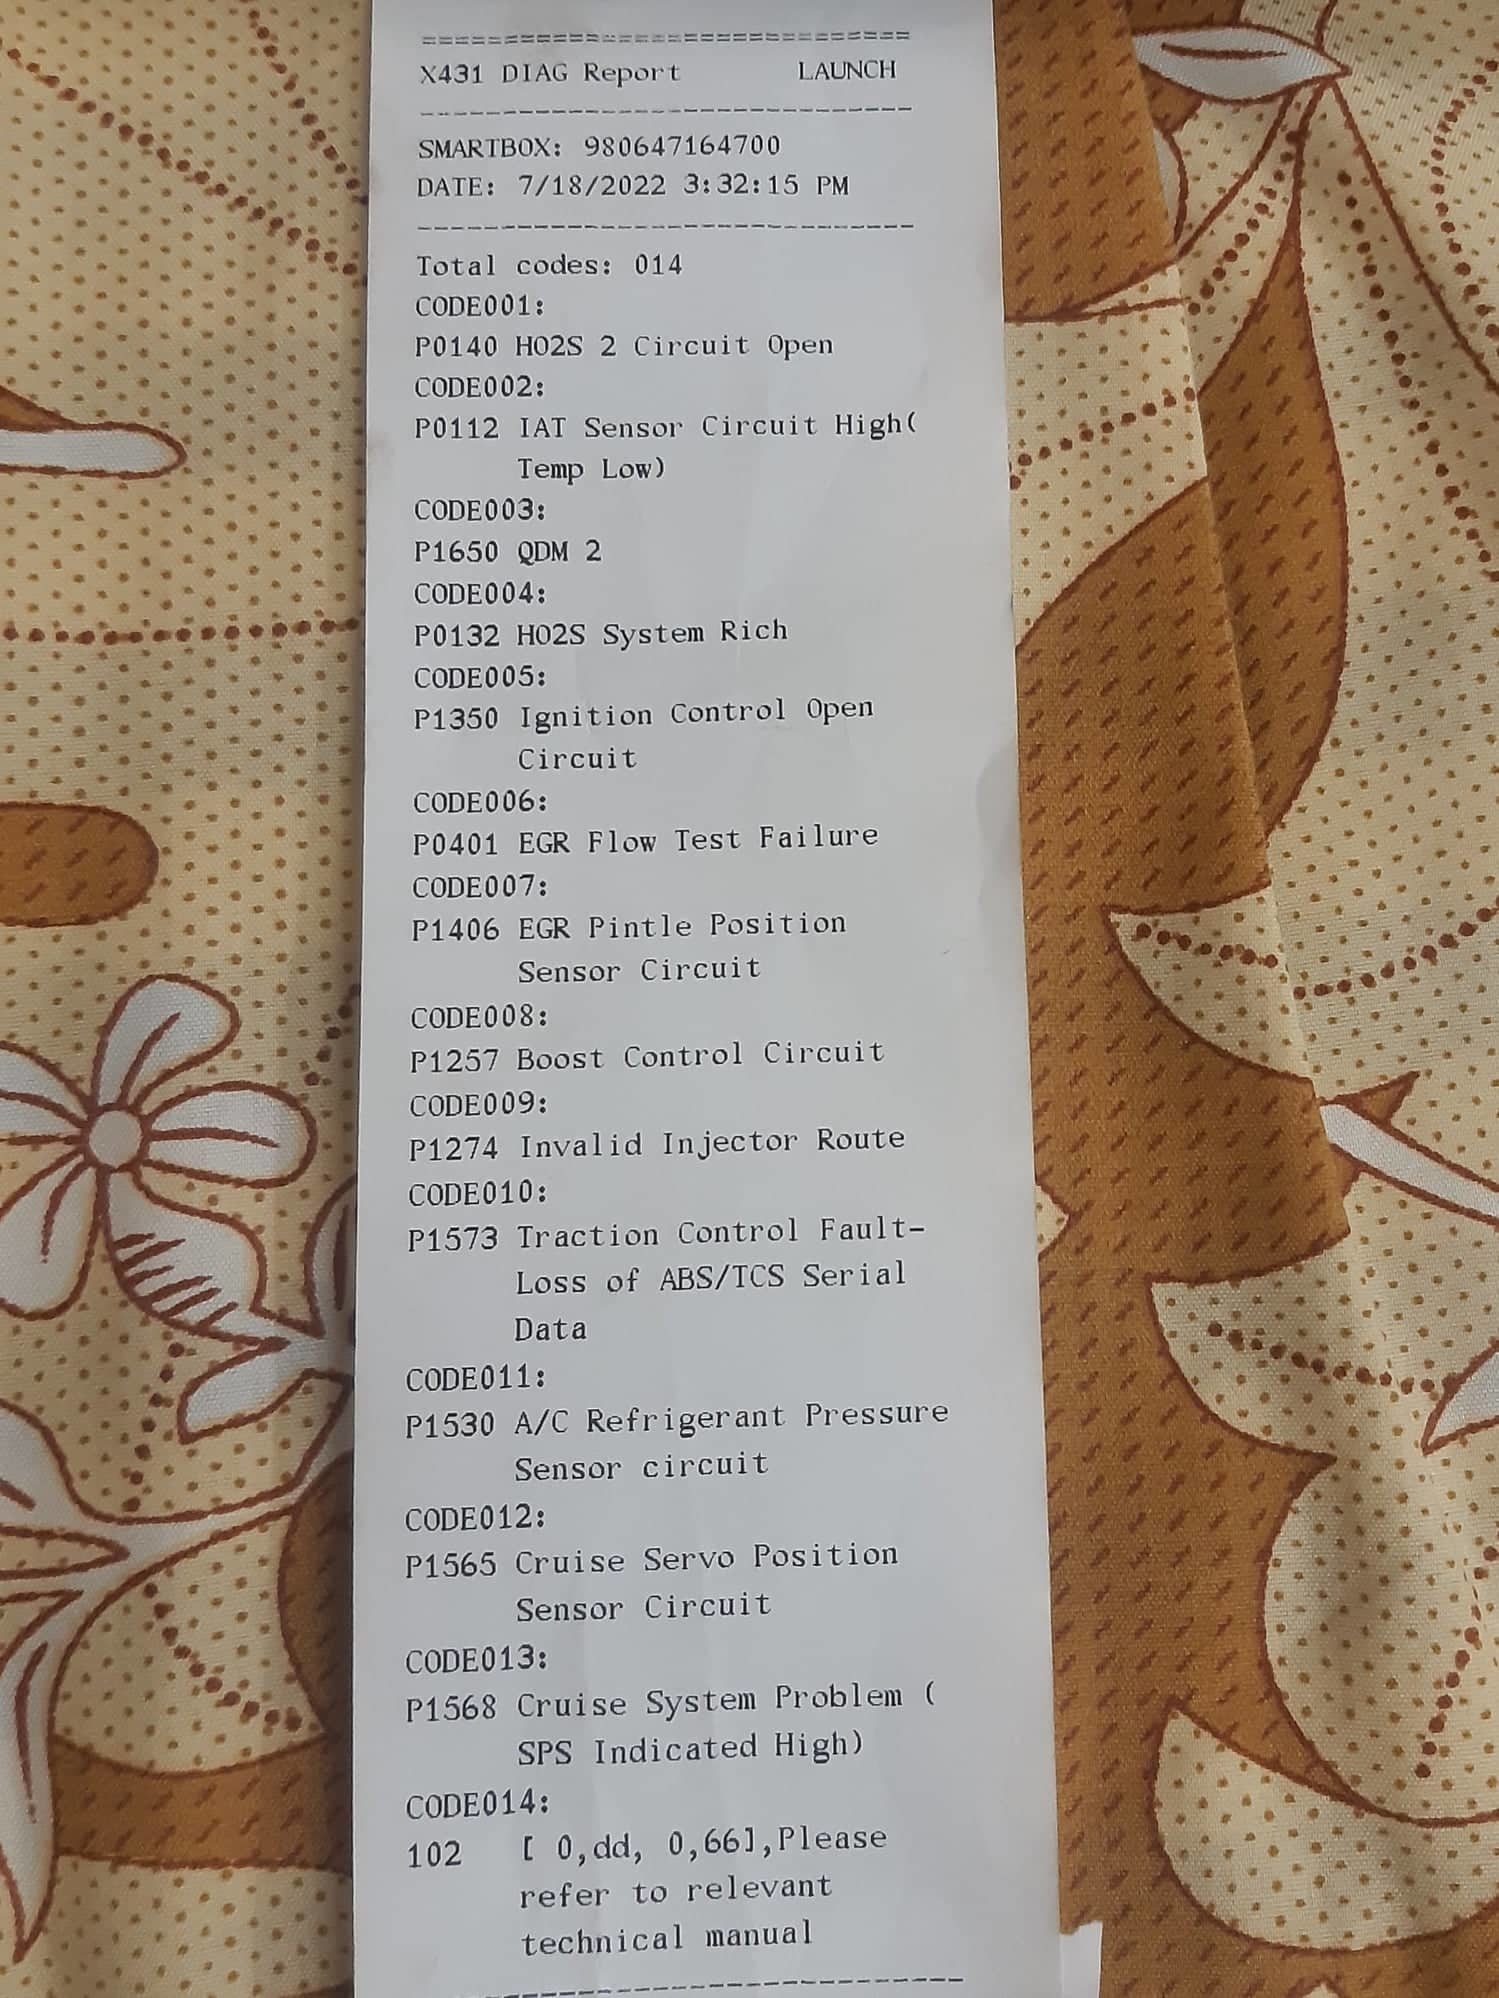 ==============================
X431 DIAG Report LAUNCH
------------------------------
SMARTBOX: 980647164700
DATE: 7/18/2022 3:32:15 PM
------------------------------
Total codes: 014
CODE001:
P0140 HO2S 2 Circuit Open
CODE002:
P0112 IAT Sensor Circuit High(
Temp Low)
CODE003:
P1650 QDM 2
CODE004:
P0132 HO2S System Rich
CODE005:
P1350 Ignition Control Open
Circuit
CODE006:
P0401 EGR Flow Test Failure
CODE007:
P1406 EGR Pintle Position
Sensor Circuit
CODE008:
P1257 Boost Control Circuit
CODE009:
P1274 Invalid Injector Route
CODE010:
P1573 Traction Control Fault-
Loss of ABS/TCS Serial
Data
CODE011:
P1530 A/C Refrigerant Pressure
Sensor circuit
CODE012:
P1565 Cruise Servo Position
Sensor Circuit
CODE013:
P1568 Cruise System Problem (
SPS Indicated High)
CODE014:
102 [ 0,dd, 0,66],Please
refer to relevant
technical manual
------------------------------